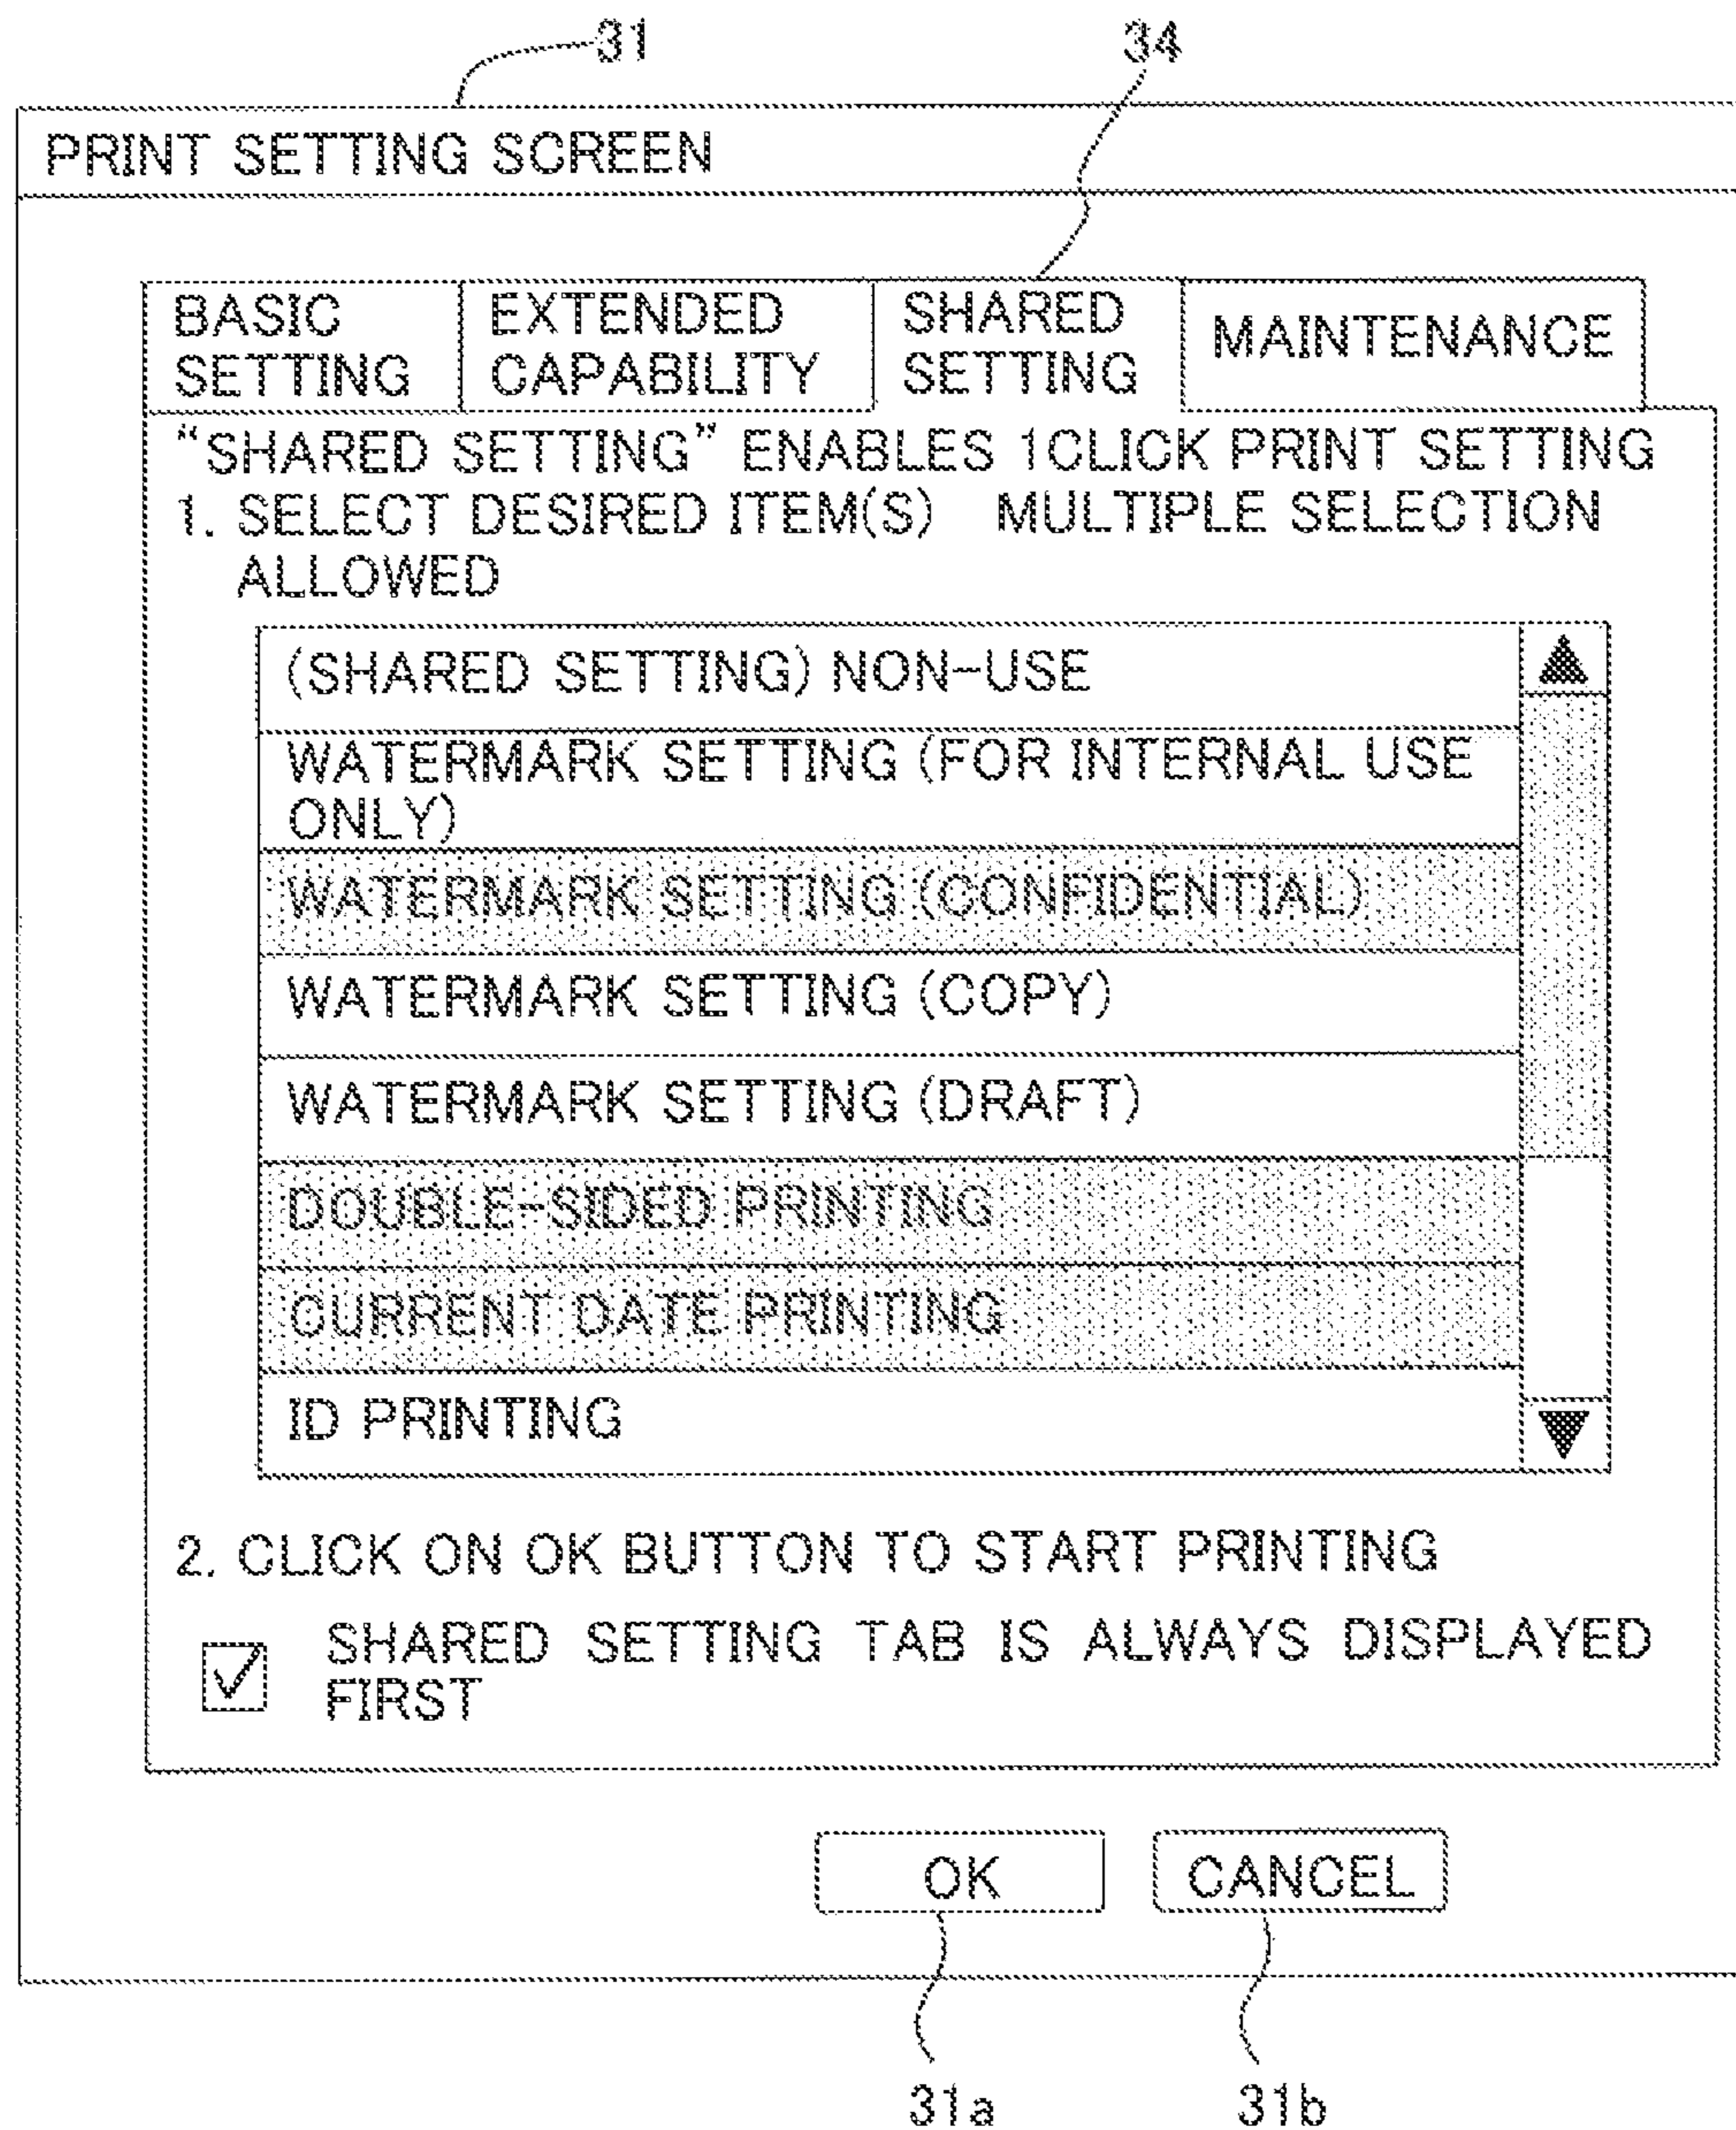 31
34
PRINT SETTING SCREEN
BASIC
SETTING
EXTENDED
CAPABILITY
SHARED
SETTING
MAINTENANCE
“SHARED SETTING” ENABLES 1CLICK PRINT SETTING
1. SELECT DESIRED ITEM(S) MULTIPLE SELECTION
ALLOWED
(SHARED SETTING) NON-USE
WATERMARK SETTING (FOR INTERNAL USE
ONLY)
WATERMARK SETTING (CONFIDENTIAL)
WATERMARK SETTING (COPY)
WATERMARK SETTING (DRAFT)
DOUBLE-SIDED PRINTING
CURRENT DATE PRINTING
ID PRINTING
2. CLICK ON OK BUTTON TO START PRINTING
SHARED SETTING TAB IS ALWAYS DISPLAYED
FIRST
OK
CANCEL
31a
31b